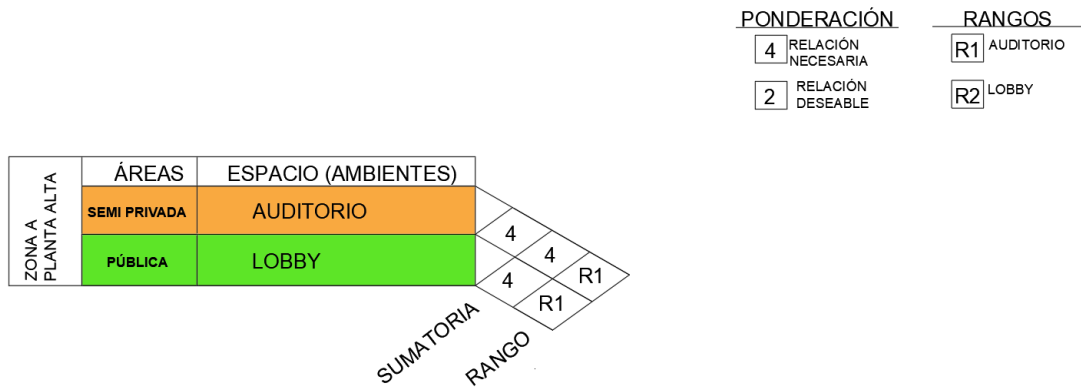 PONDERACIÓN
4 RELACIÓN NECESARIA
2 RELACIÓN DESEABLE
RANGOS
R1 AUDITORIO
R2 LOBBY
ZONA A
PLANTA ALTA
ÁREAS ESPACIO (AMBIENTES)
SEMI PRIVADA AUDITORIO
PÚBLICA LOBBY
4
4 4
R1
R1
SUMATORIA
RANGO